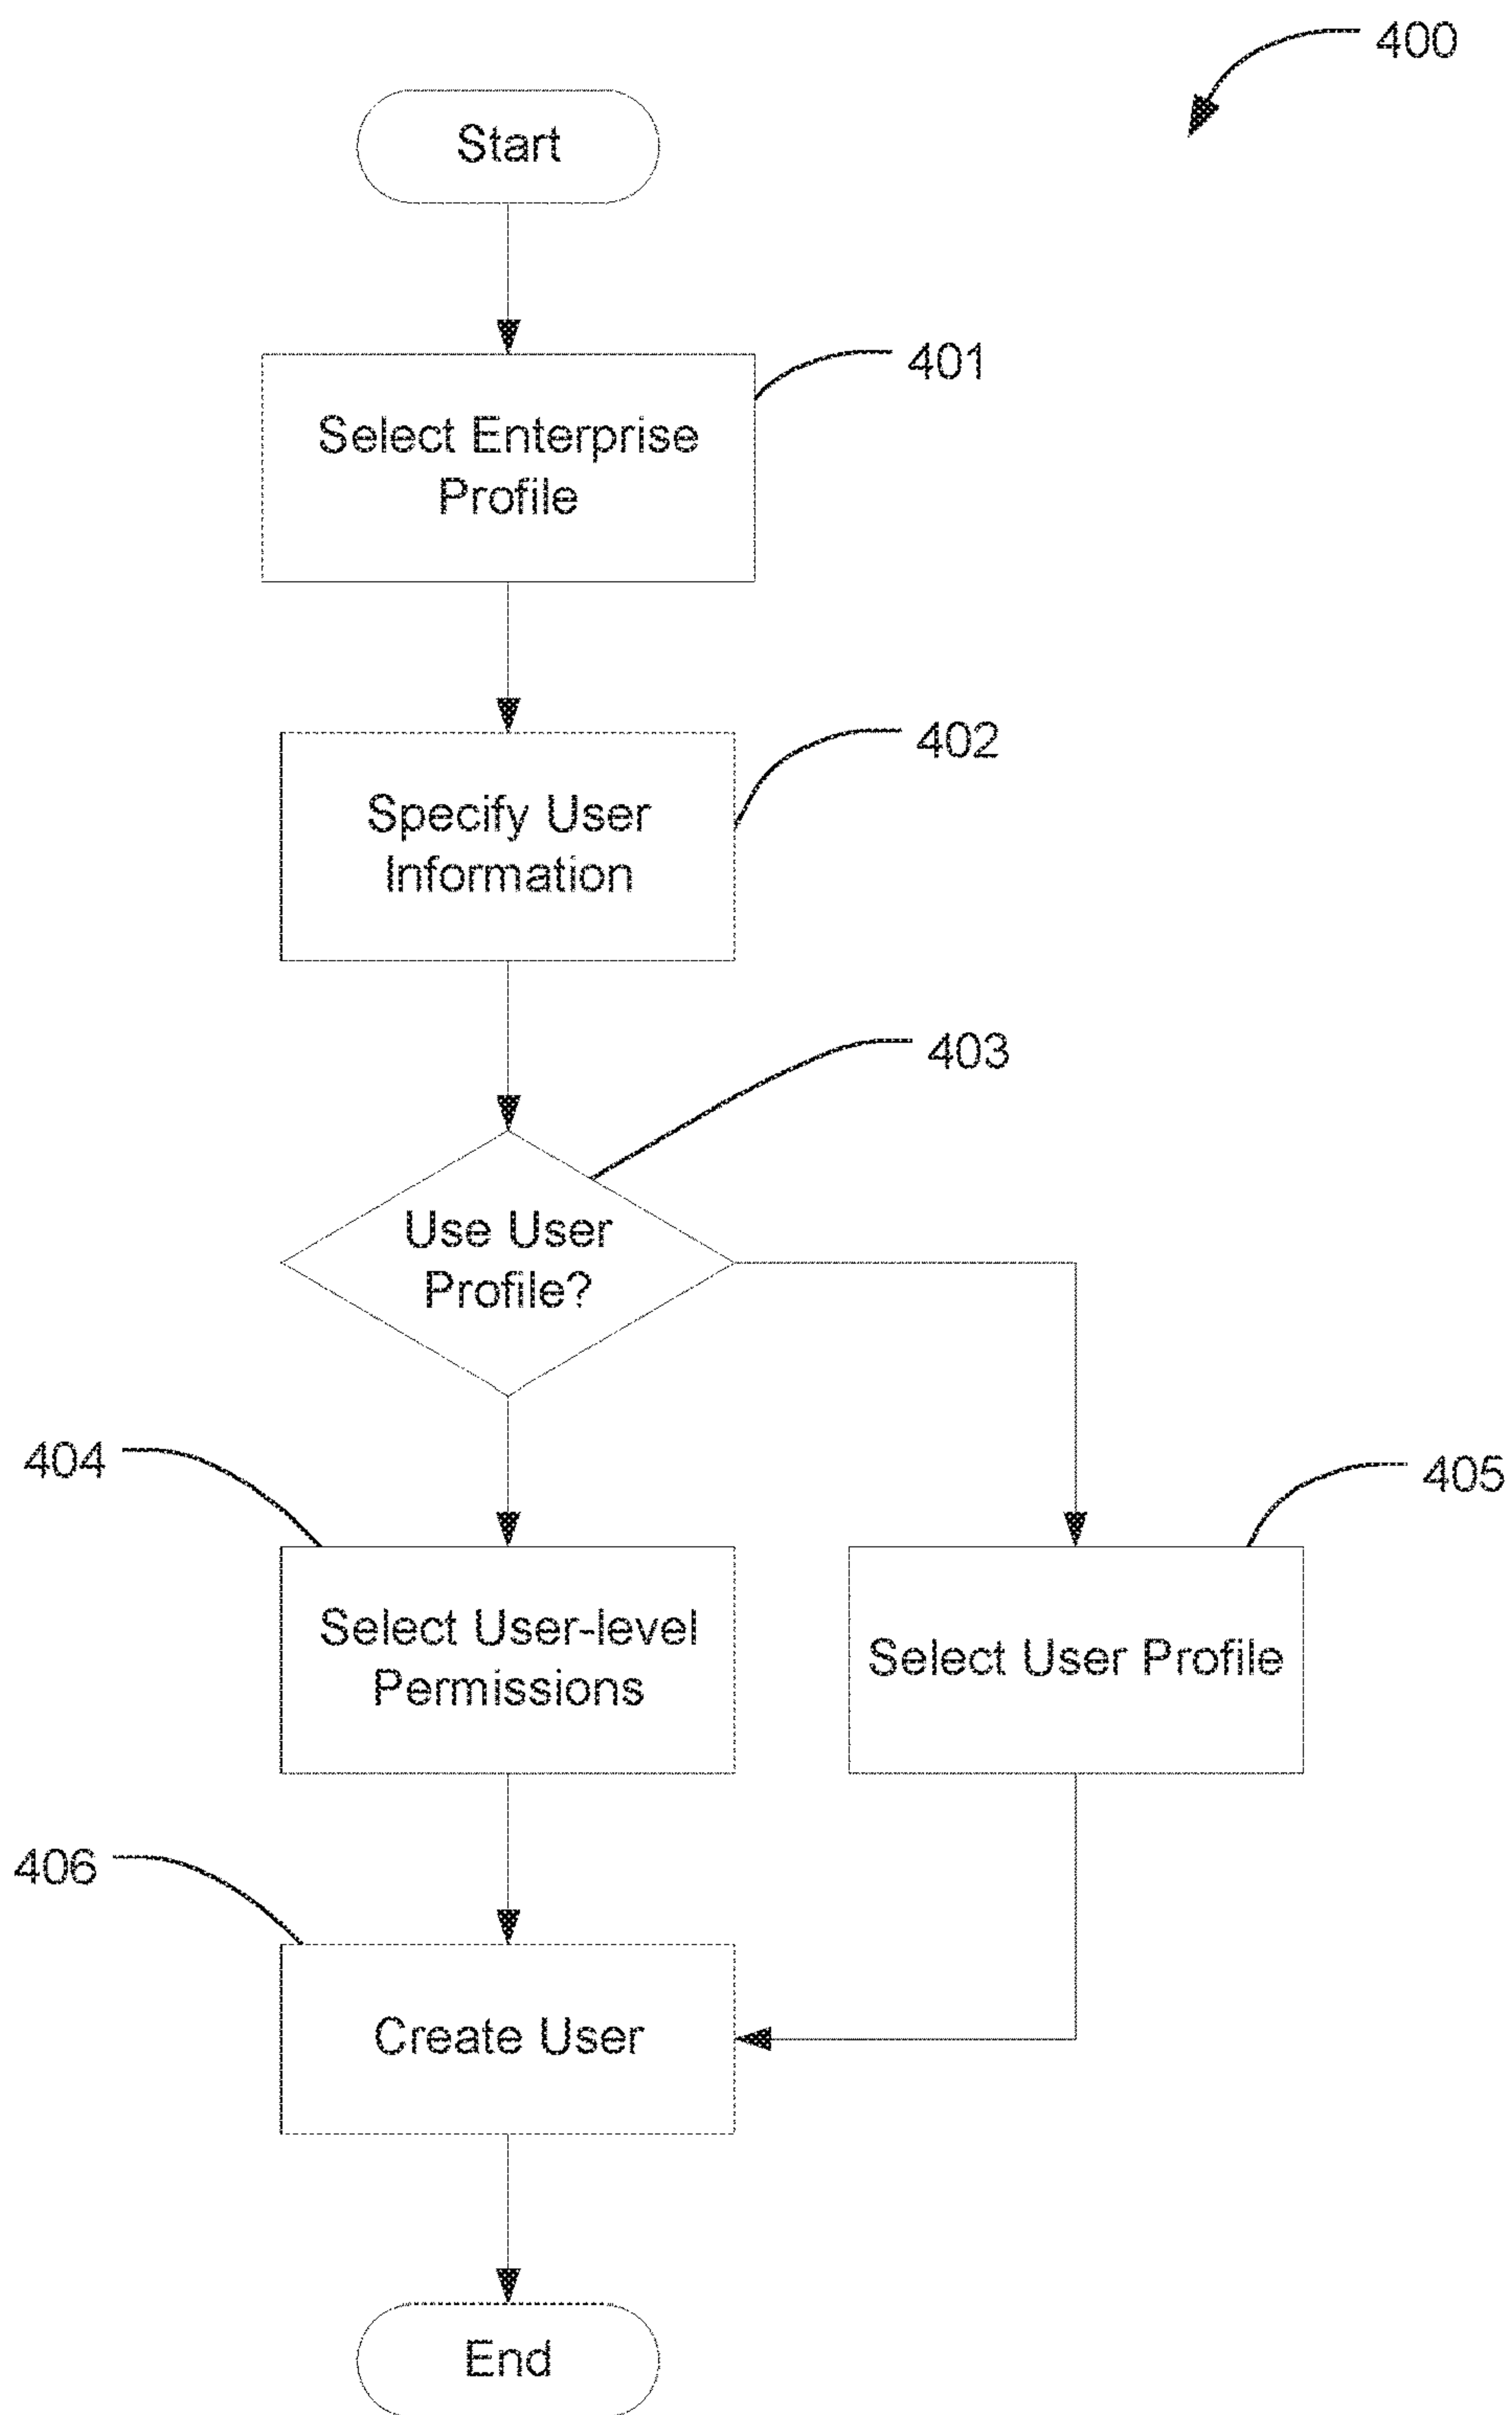 400
Start
401
Select Enterprise
Profile
402
Specify User
Information
403
Use User
Profile?
404
405
Select User-level
Permissions
Select User Profile
406
Create User
End